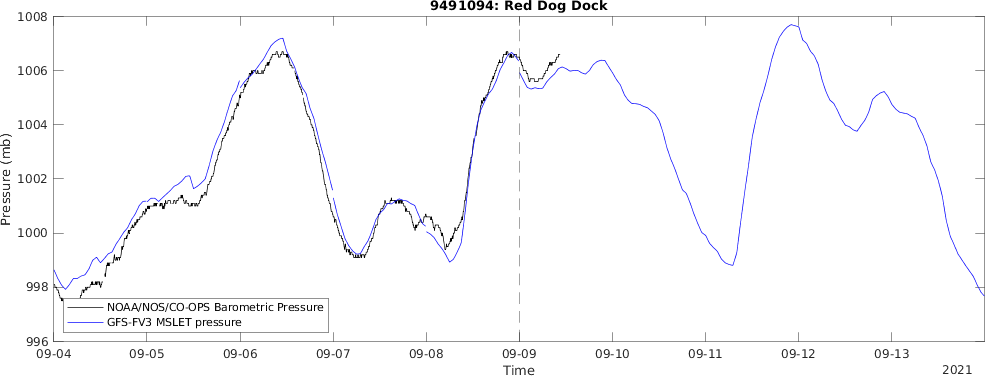 9491094: Red Dog Dock
Pressure (mb)
1008
1006
1004
1002
1000
998
996
NOAA/NOS/CO-OPS Barometric Pressure
GFS-FV3 MSLET pressure
09-04 09-05 09-06 09-07 09-08 09-09 09-10 09-11 09-12 09-13
Time
2021